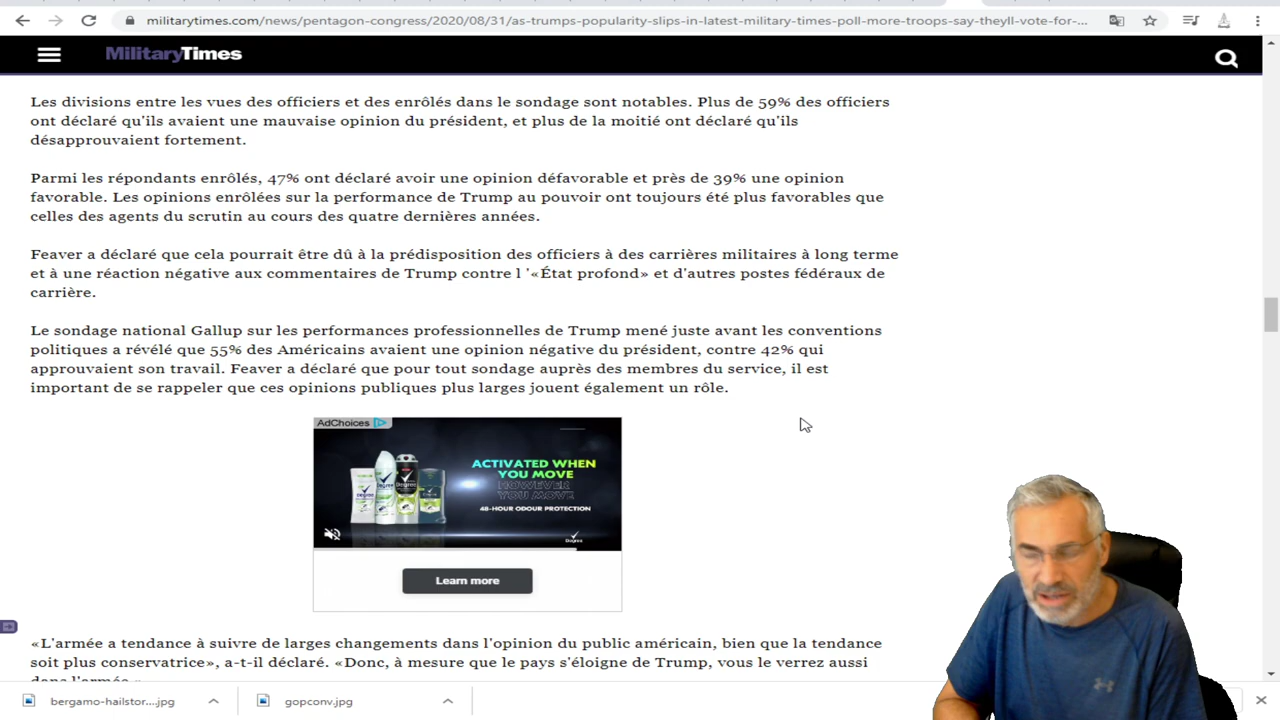 militarytimes.com/news/pentagon-congress/2020/08/31/as-trumps-popularity-slips-in-latest-military-times-poll-more-troops-say-theyll-vote-for-...
MilitaryTimes
Les divisions entre les vues des officiers et des enrôlés dans le sondage sont notables. Plus de 59% des officiers
ont déclaré qu'ils avaient une mauvaise opinion du président, et plus de la moitié ont déclaré qu'ils
désapprouvaient fortement.
Parmi les répondants enrôlés, 47% ont déclaré avoir une opinion défavorable et près de 39% une opinion
favorable. Les opinions enrôlées sur la performance de Trump au pouvoir ont toujours été plus favorables que
celles des agents du scrutin au cours des quatre dernières années.
Feaver a déclaré que cela pourrait être dû à la prédisposition des officiers à des carrières militaires à long terme
et à une réaction négative aux commentaires de Trump contre l '«État profond» et d'autres postes fédéraux de
carrière.
Le sondage national Gallup sur les performances professionnelles de Trump mené juste avant les conventions
politiques a révélé que 55% des Américains avaient une opinion négative du président, contre 42% qui
approuvaient son travail. Feaver a déclaré que pour tout sondage auprès des membres du service, il est
important de se rappeler que ces opinions publiques plus larges jouent également un rôle.
AdChoices
ACTIVATED WHEN
YOU MOVE
HOWEVER
YOU MOVE
48-HOUR ODOUR PROTECTION
Degree
Learn more
«L'armée a tendance à suivre de larges changements dans l'opinion du public américain, bien que la tendance
soit plus conservatrice», a-t-il déclaré. «Donc, à mesure que le pays s'éloigne de Trump, vous le verrez aussi
dans l'armée.»
bergamo-hailstor....jpg
gopconv.jpg